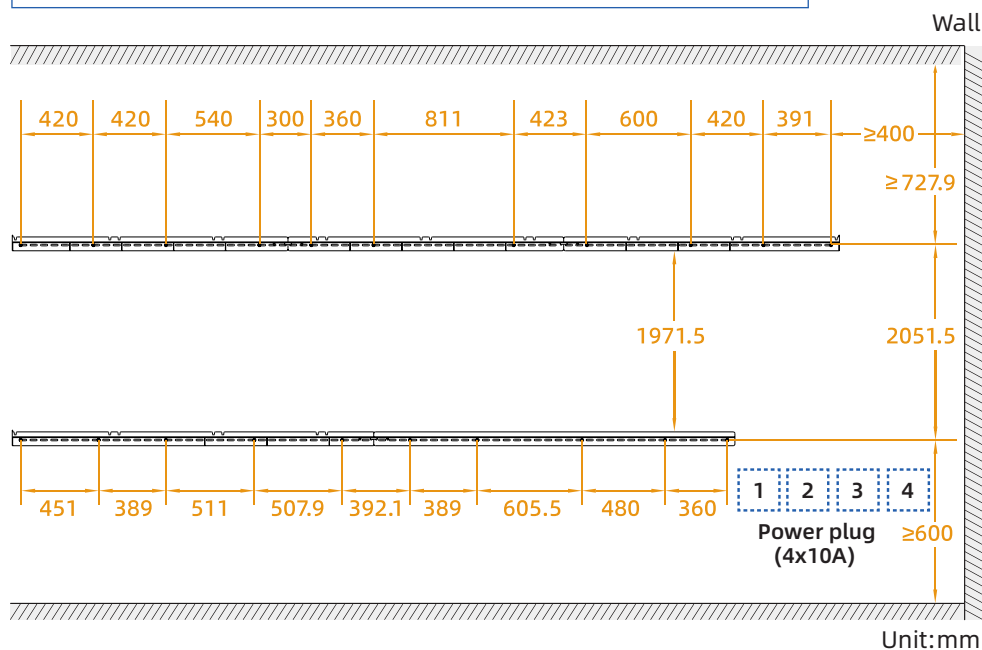 Wall
420 420 540 300 360 811 423 600 420 391
≥400
≥727.9
1971.5 2051.5
451 389 511 507.9 392.1 389 605.5 480 360
1 2 3 4
Power plug
(4x10A)
≥600
Unit:mm